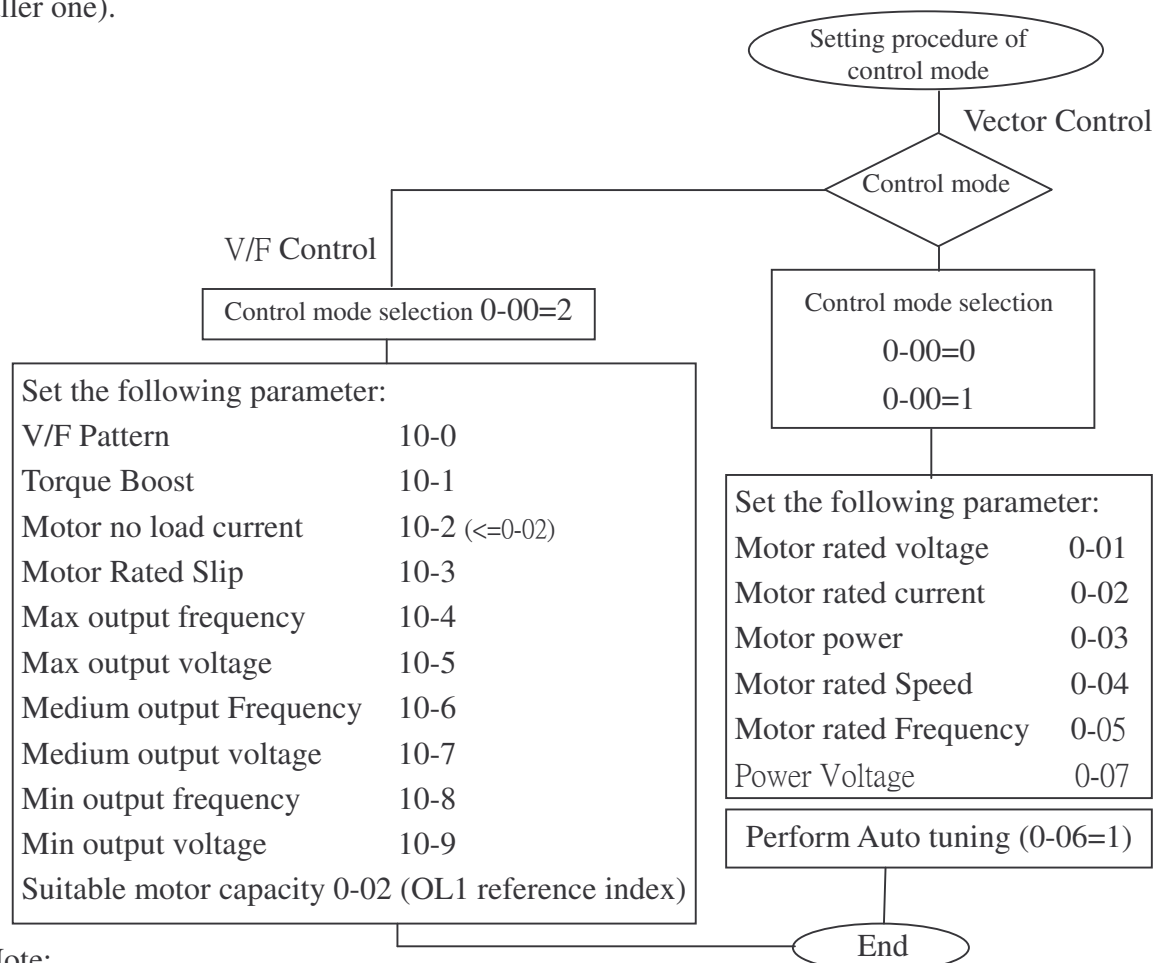 ller one).
Setting procedure of
control mode
Vector Control
Control mode
V/F Control
Control mode selection 0-00=2
Control mode selection
0-00=0
0-00=1
Set the following parameter:
V/F Pattern 10-0
Torque Boost 10-1
Motor no load current 10-2 (<=0-02)
Motor Rated Slip 10-3
Max output frequency 10-4
Max output voltage 10-5
Medium output Frequency 10-6
Medium output voltage 10-7
Min output frequency 10-8
Min output voltage 10-9
Suitable motor capacity 0-02 (OL1 reference index)
Set the following parameter:
Motor rated voltage 0-01
Motor rated current 0-02
Motor power 0-03
Motor rated Speed 0-04
Motor rated Frequency 0-05
Power Voltage 0-07
Perform Auto tuning (0-06=1)
End